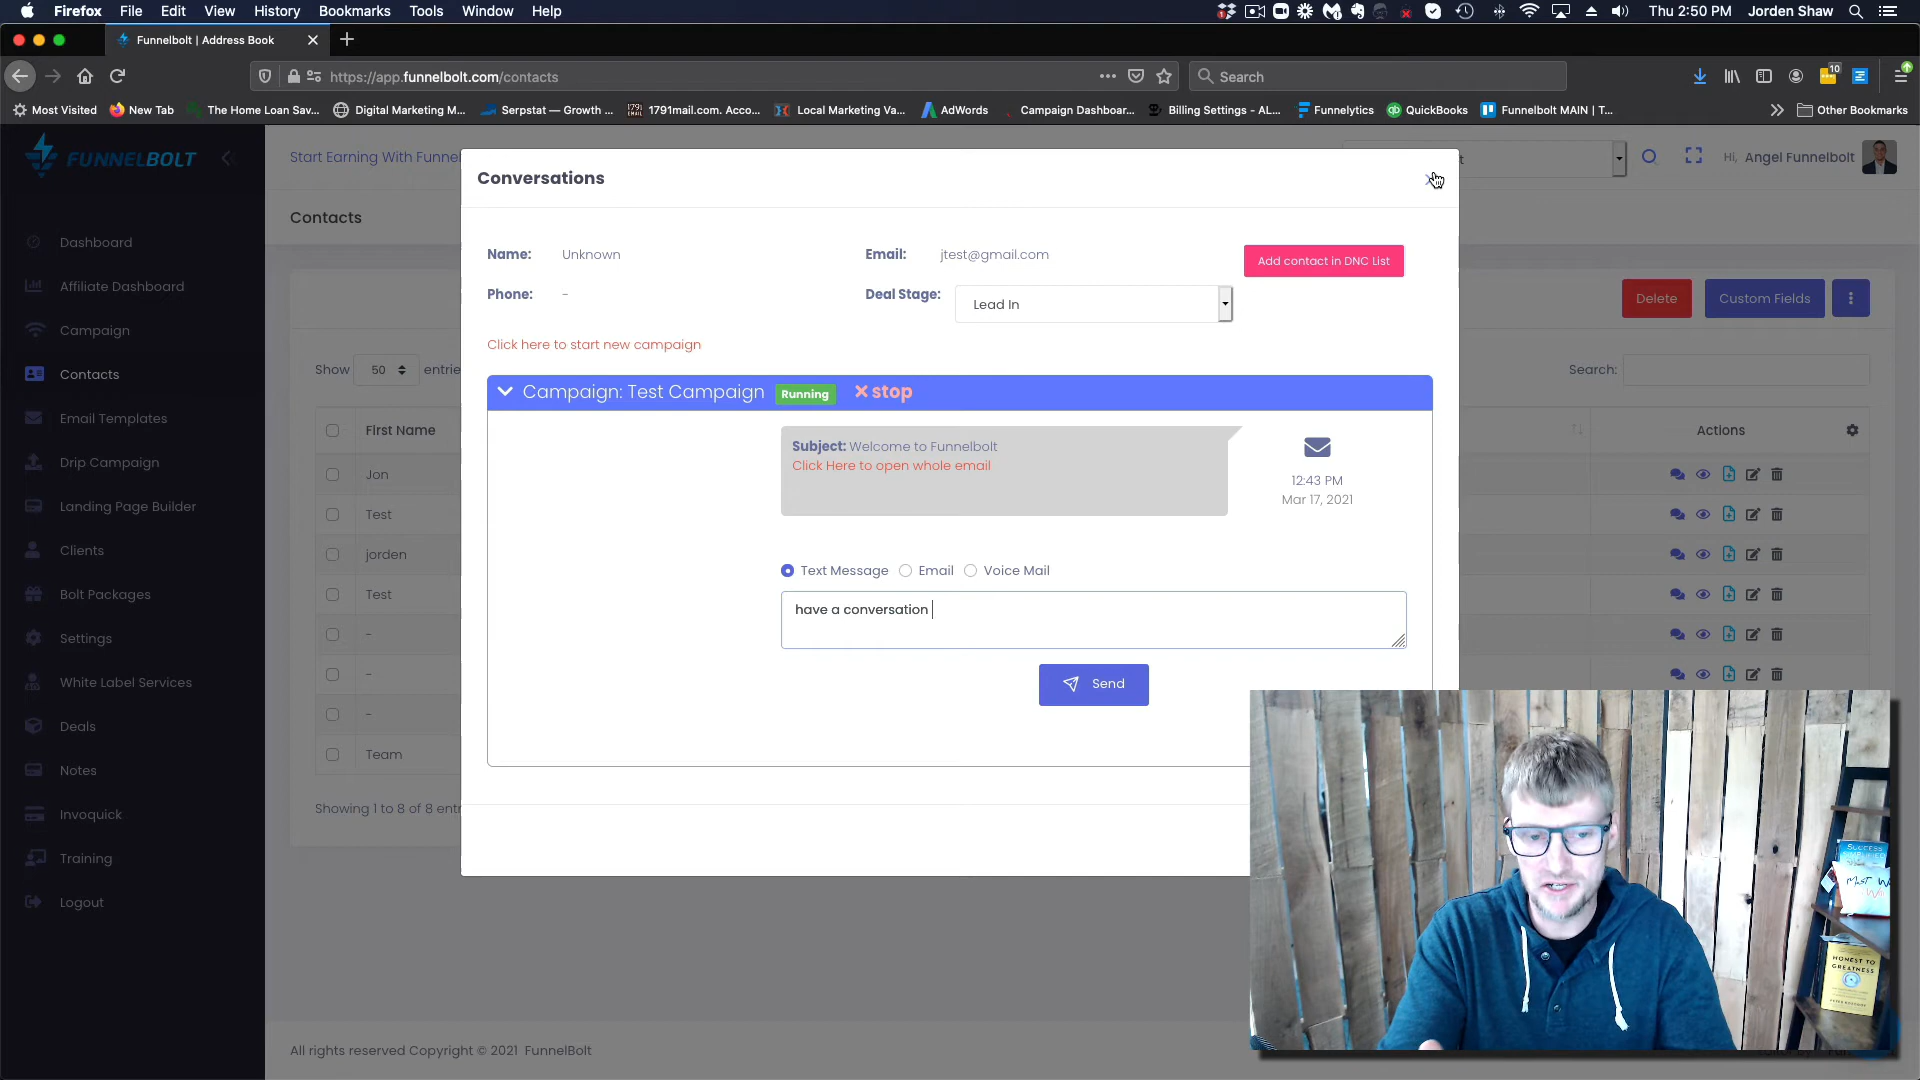 Firefox File Edit View History Bookmarks Tools Window Help Thu 2:50 PM Jorden Shaw
Funnelbolt | Address Book
https://app.funnelbolt.com/contacts
Search
10
Most Visited New Tab The Home Loan Sav... Digital Marketing M... Serpstat — Growth ... 1791mail.com. Acco... Local Marketing Va... AdWords Campaign Dashboar... Billing Settings - AL... Funnelytics QuickBooks Funnelbolt MAIN | T... Other Bookmarks
FUNNELBOLT
Start Earning With Funnel
Hi, Angel Funnelbolt
Contacts
Dashboard
Affiliate Dashboard
Campaign
Contacts
Email Templates
Drip Campaign
Landing Page Builder
Clients
Bolt Packages
Settings
White Label Services
Deals
Notes
Invoquick
Training
Logout
Delete
Custom Fields
Show 50 entrie
Search:
First Name
Actions
Jon
Test
jorden
Test
-
-
-
Team
Showing 1 to 8 of 8 entr
Conversations
Name: Unknown
Email: jtest@gmail.com
Add contact in DNC List
Phone: -
Deal Stage: Lead In
Click here to start new campaign
Campaign: Test Campaign Running stop
Subject: Welcome to Funnelbolt
Click Here to open whole email
12:43 PM
Mar 17, 2021
Text Message Email Voice Mail
have a conversation
Send
SUCCESS
HONEST TO
GREATNESS
All rights reserved Copyright © 2021 FunnelBolt